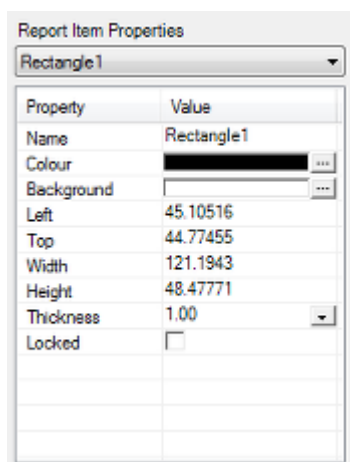 Report Item Properties
Rectangle1
Property Value
Name Rectangle1
Colour ...
Background ...
Left 45.10516
Top 44.77455
Width 121.1943
Height 48.47771
Thickness 1.00
Locked